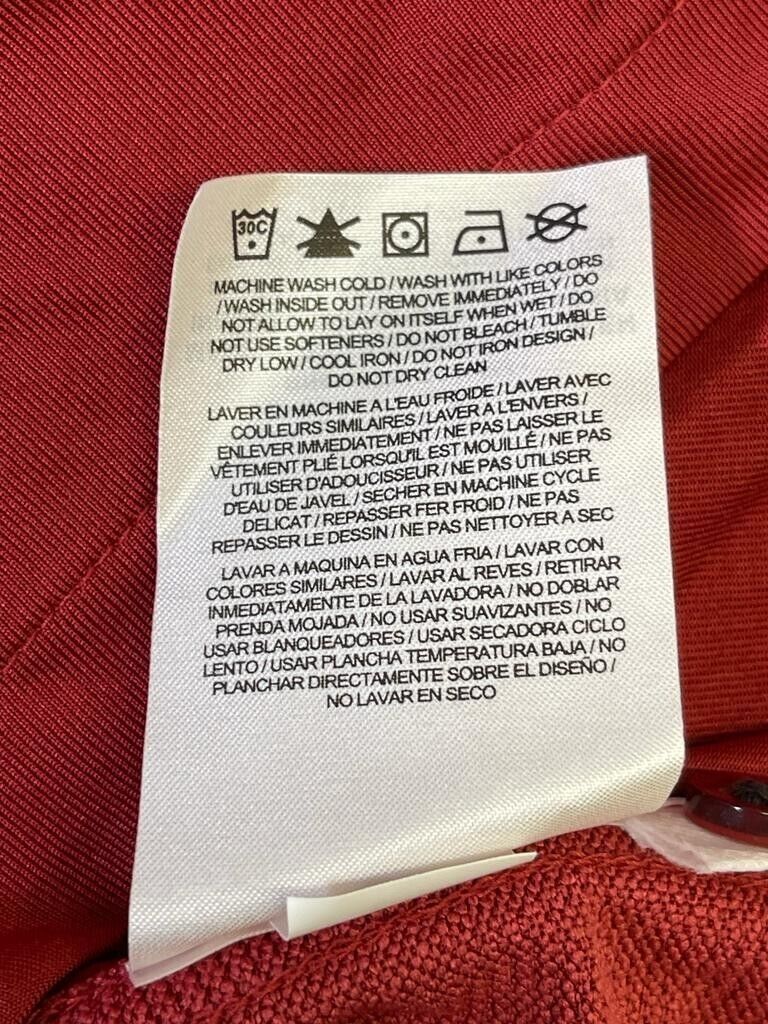 30C
MACHINE WASH COLD / WASH WITH LIKE COLORS
/ WASH INSIDE OUT / REMOVE IMMEDIATELY / DO
NOT ALLOW TO LAY ON ITSELF WHEN WET / DO
NOT USE SOFTENERS / DO NOT BLEACH / TUMBLE
DRY LOW / COOL IRON / DO NOT IRON DESIGN /
DO NOT DRY CLEAN
LAVER EN MACHINE A L'EAU FROIDE / LAVER AVEC
COULEURS SIMILAIRES / LAVER A L'ENVERS /
ENLEVER IMMEDIATEMENT / NE PAS LAISSER LE
VÊTEMENT PLIÉ LORSQU'IL EST MOUILLÉ / NE PAS
UTILISER D'ADOUCISSEUR / NE PAS UTILISER
D'EAU DE JAVEL / SECHER EN MACHINE CYCLE
DELICAT / REPASSER FER FROID / NE PAS
REPASSER LE DESSIN / NE PAS NETTOYER A SEC
LAVAR A MAQUINA EN AGUA FRIA / LAVAR CON
COLORES SIMILARES / LAVAR AL REVES / RETIRAR
INMEDIATAMENTE DE LA LAVADORA / NO DOBLAR
PRENDA MOJADA / NO USAR SUAVIZANTES / NO
USAR BLANQUEADORES / USAR SECADORA CICLO
LENTO / USAR PLANCHA TEMPERATURA BAJA / NO
PLANCHAR DIRECTAMENTE SOBRE EL DISEÑO /
NO LAVAR EN SECO